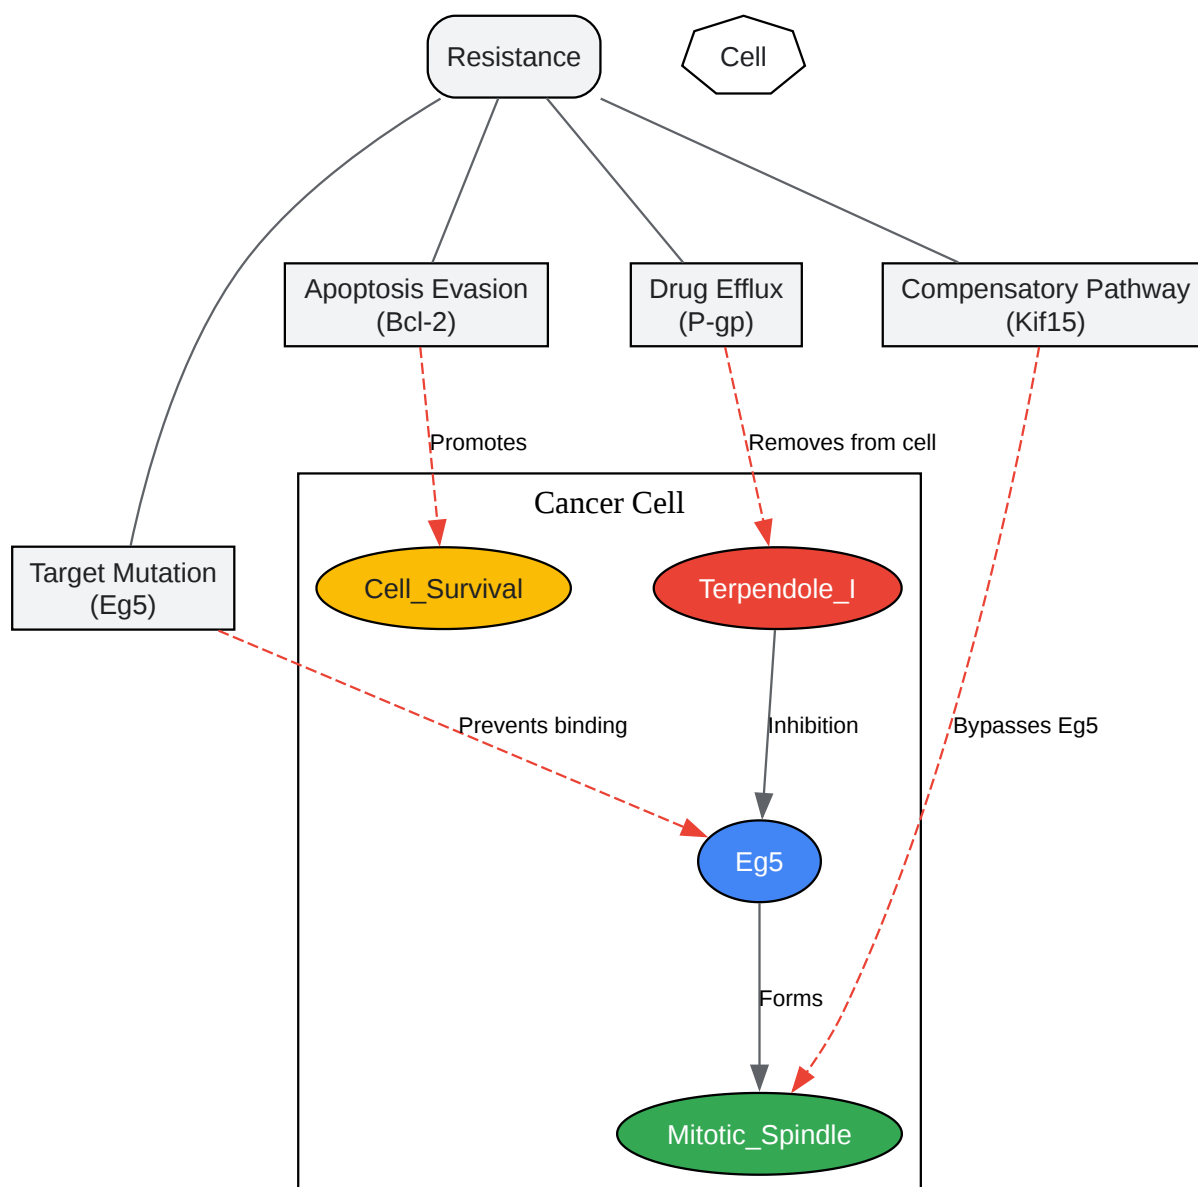 Resistance
Cell
Apoptosis Evasion
(Bcl-2)
Drug Efflux
(P-gp)
Compensatory Pathway
(Kif15)
Promotes
Removes from cell
Cancer Cell
Target Mutation
(Eg5)
Cell_Survival
Terpendole_I
Prevents binding
Inhibition
Bypasses Eg5
Eg5
Forms
Mitotic_Spindle